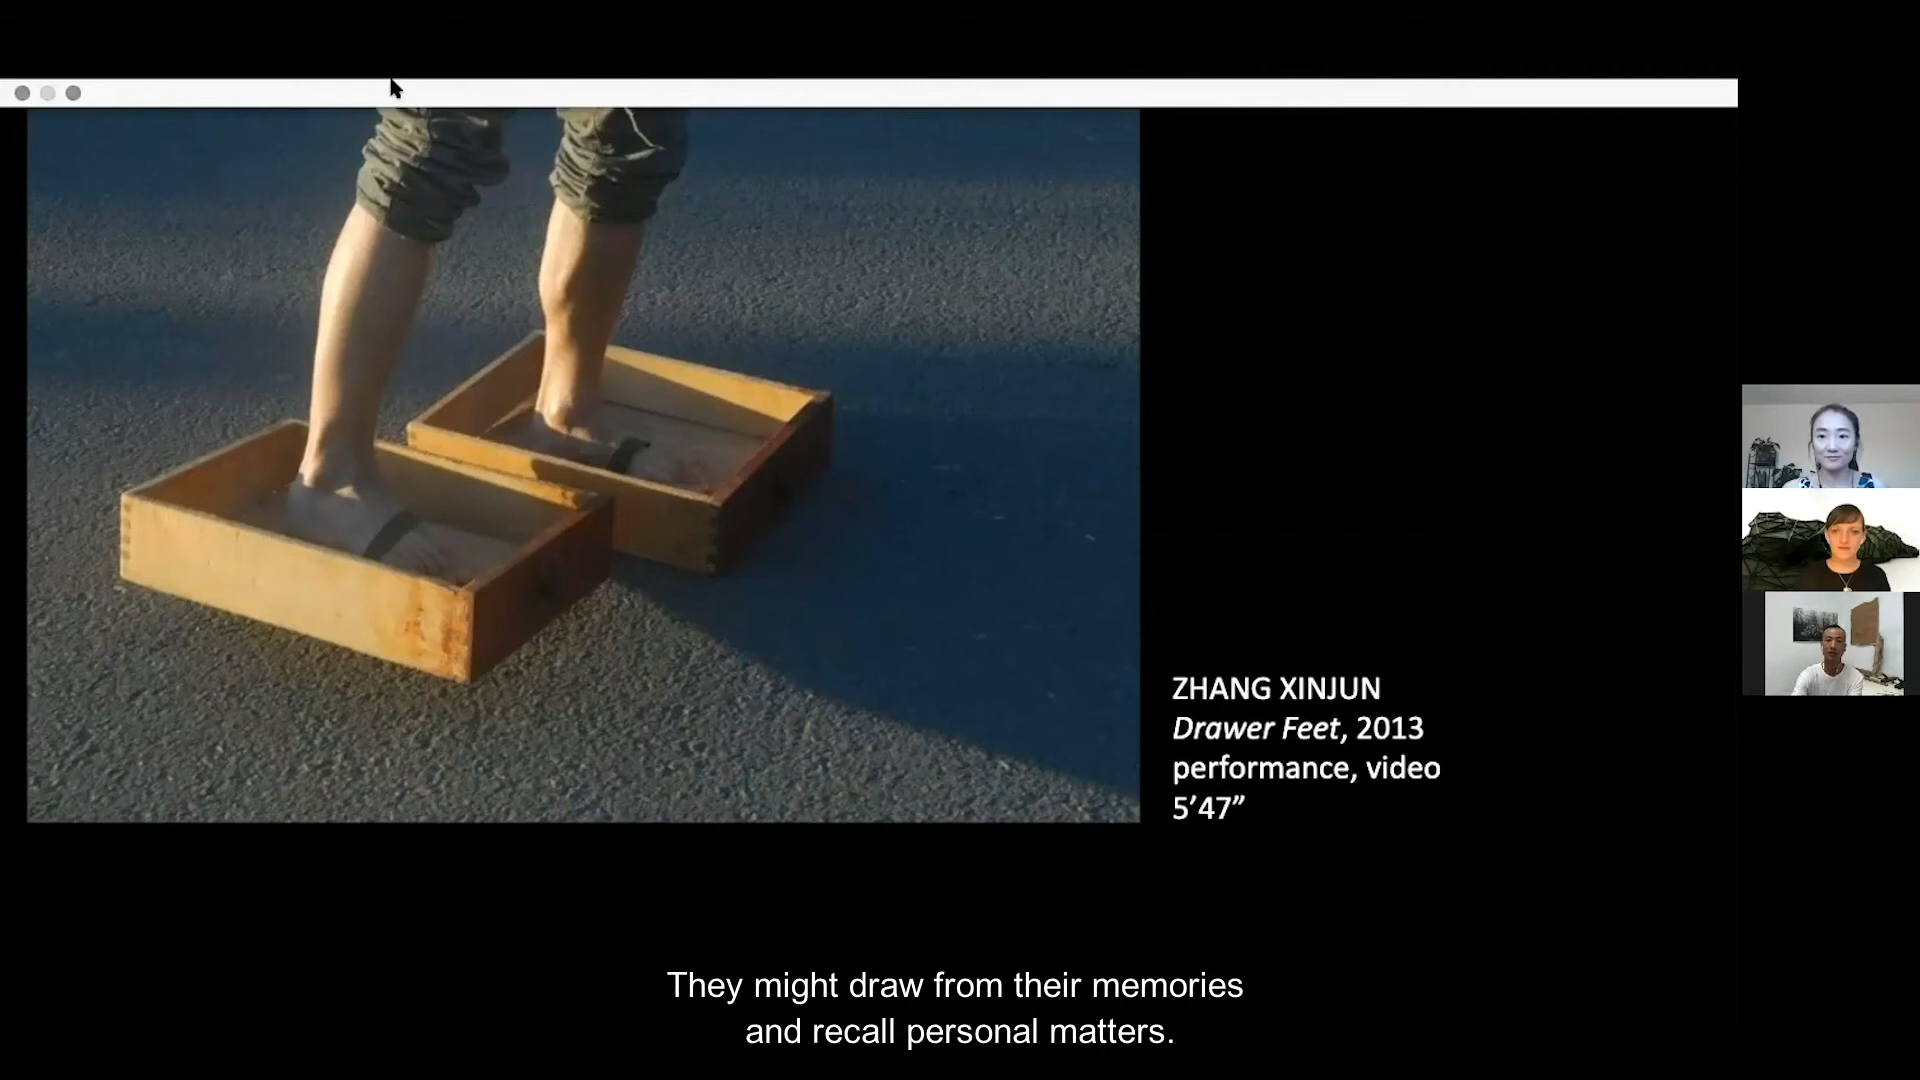 ZHANG XINJUN
Drawer Feet, 2013
performance, video
5’47”
They might draw from their memories
and recall personal matters.